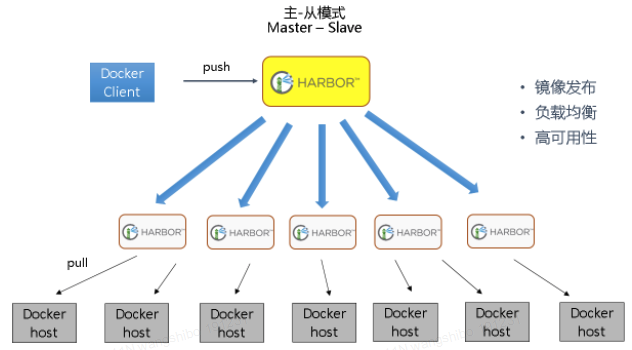 主-从模式
Master – Slave
Docker
Client
push
HARBOR™
• 镜像发布
• 负载均衡
• 高可用性
HARBOR™
HARBOR™
HARBOR™
HARBOR™
HARBOR™
pull
Docker
host
Docker
host
Docker
host
Docker
host
Docker
host
Docker
host
Docker
host